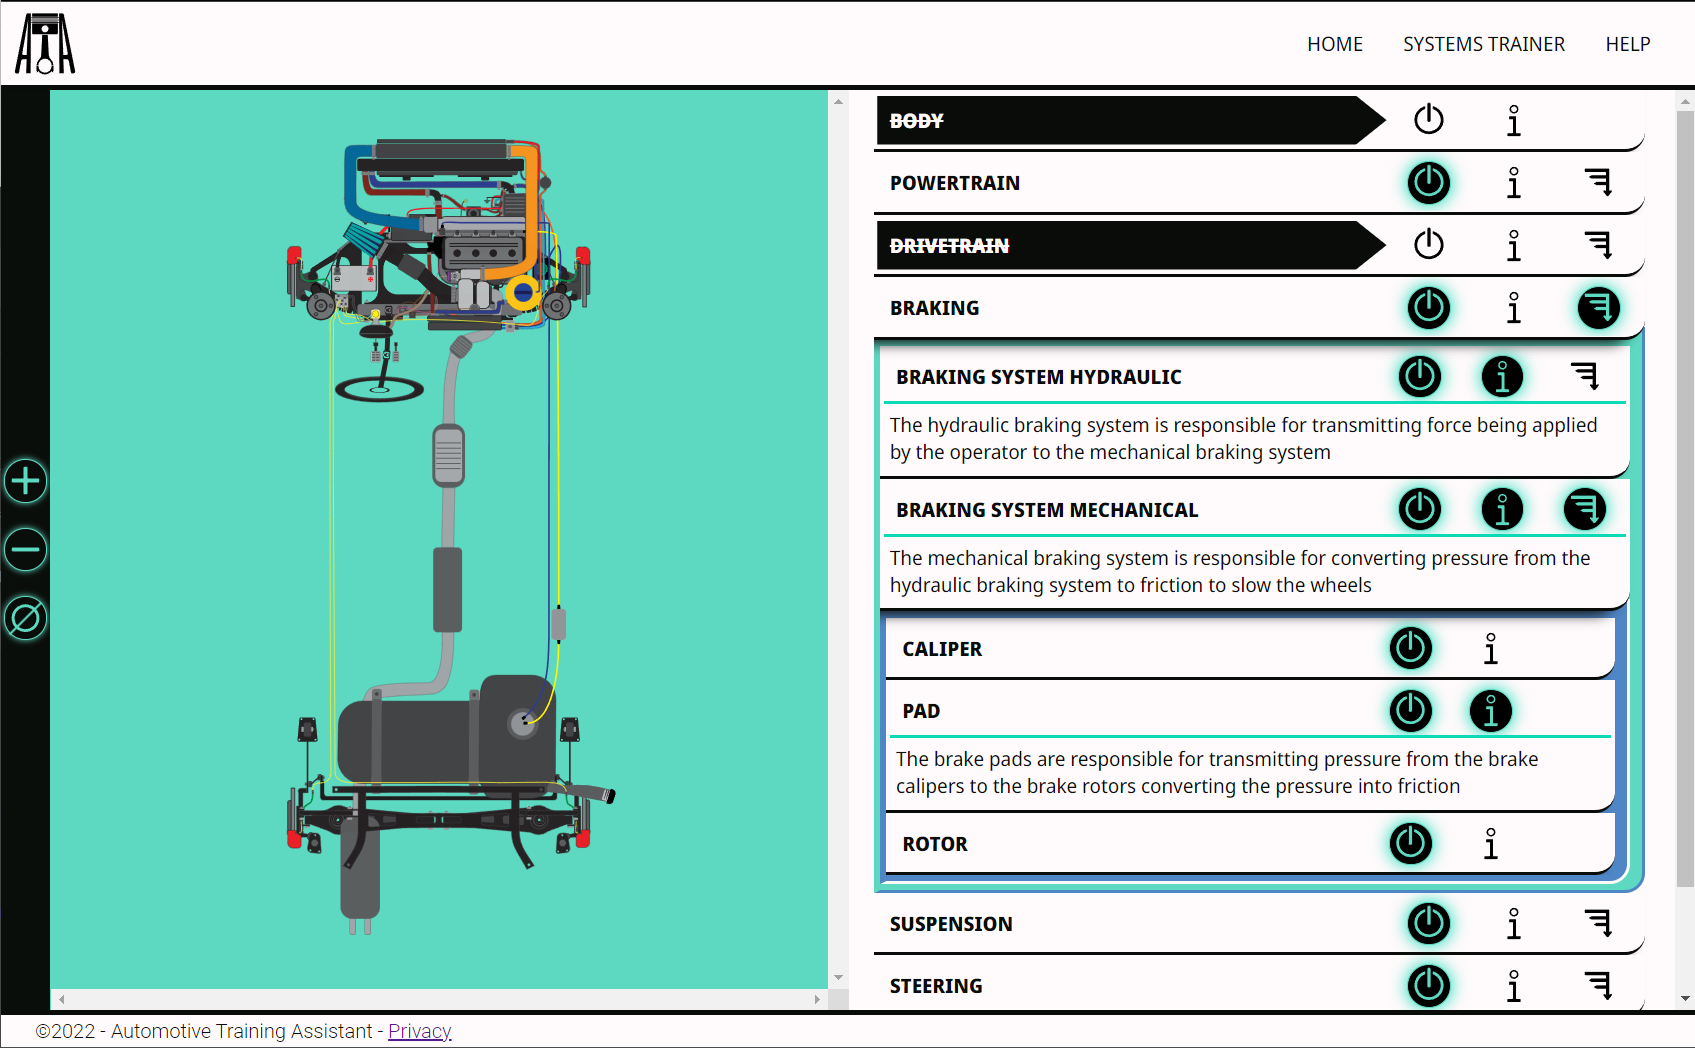 HOME SYSTEMS TRAINER HELP
BODY
POWERTRAIN
DRIVETRAIN
BRAKING
BRAKING SYSTEM HYDRAULIC
The hydraulic braking system is responsible for transmitting force being applied
by the operator to the mechanical braking system
BRAKING SYSTEM MECHANICAL
The mechanical braking system is responsible for converting pressure from the
hydraulic braking system to friction to slow the wheels
CALIPER
PAD
The brake pads are responsible for transmitting pressure from the brake
calipers to the brake rotors converting the pressure into friction
ROTOR
SUSPENSION
STEERING
©2022 - Automotive Training Assistant - Privacy